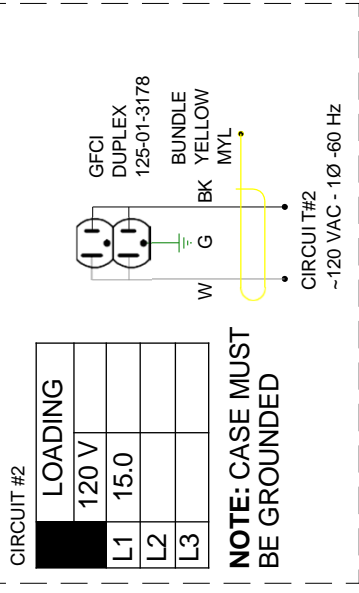 CIRCUIT #2
LOADING
120 V
L1 15.0
L2
L3
NOTE: CASE MUST
BE GROUNDED
GFCI
DUPLEX
125-01-3178
BUNDLE
YELLOW
MYL
W G BK
CIRCUI T#2
~120 VAC - 1Ø -60 Hz